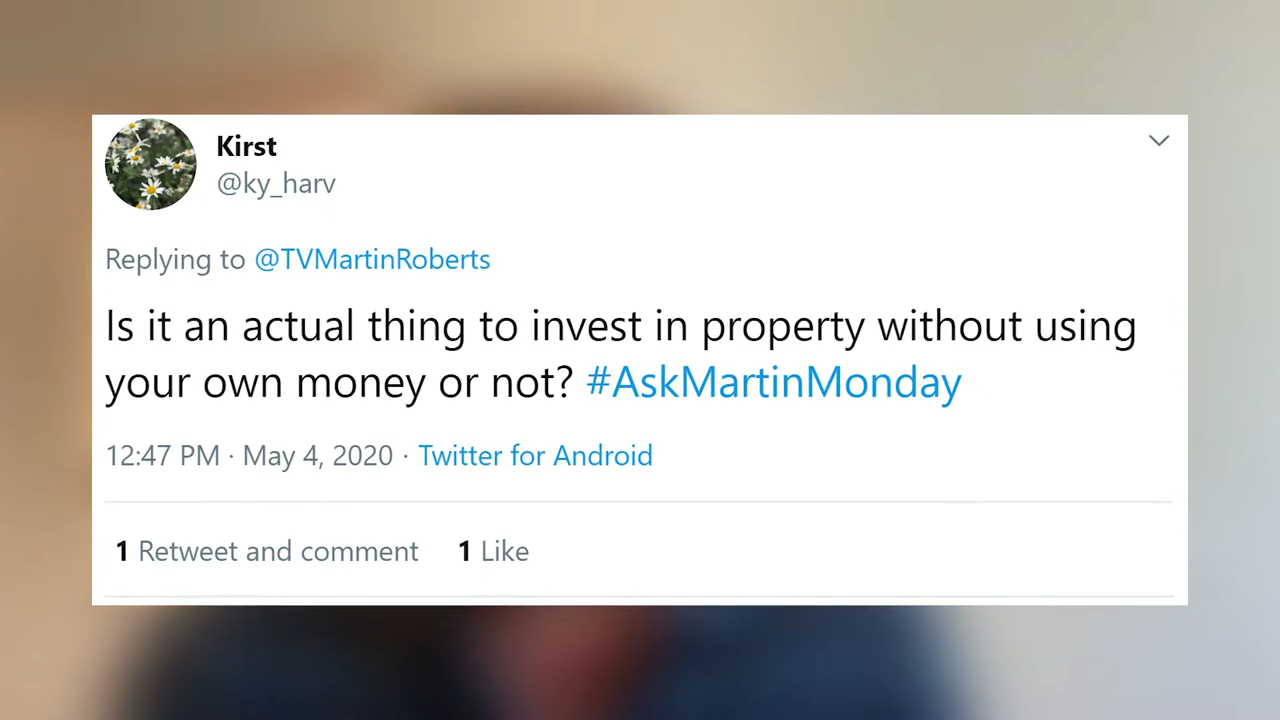 Kirst
@ky_harv
Replying to @TVMartinRoberts
Is it an actual thing to invest in property without using
your own money or not? #AskMartinMonday
12:47 PM · May 4, 2020 · Twitter for Android
1 Retweet and comment 1 Like